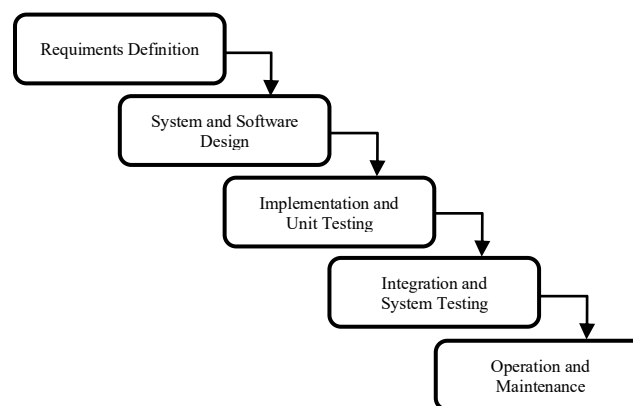 Requiments Definition
System and Software
Design
Implementation and
Unit Testing
Integration and
System Testing
Operation and
Maintenance